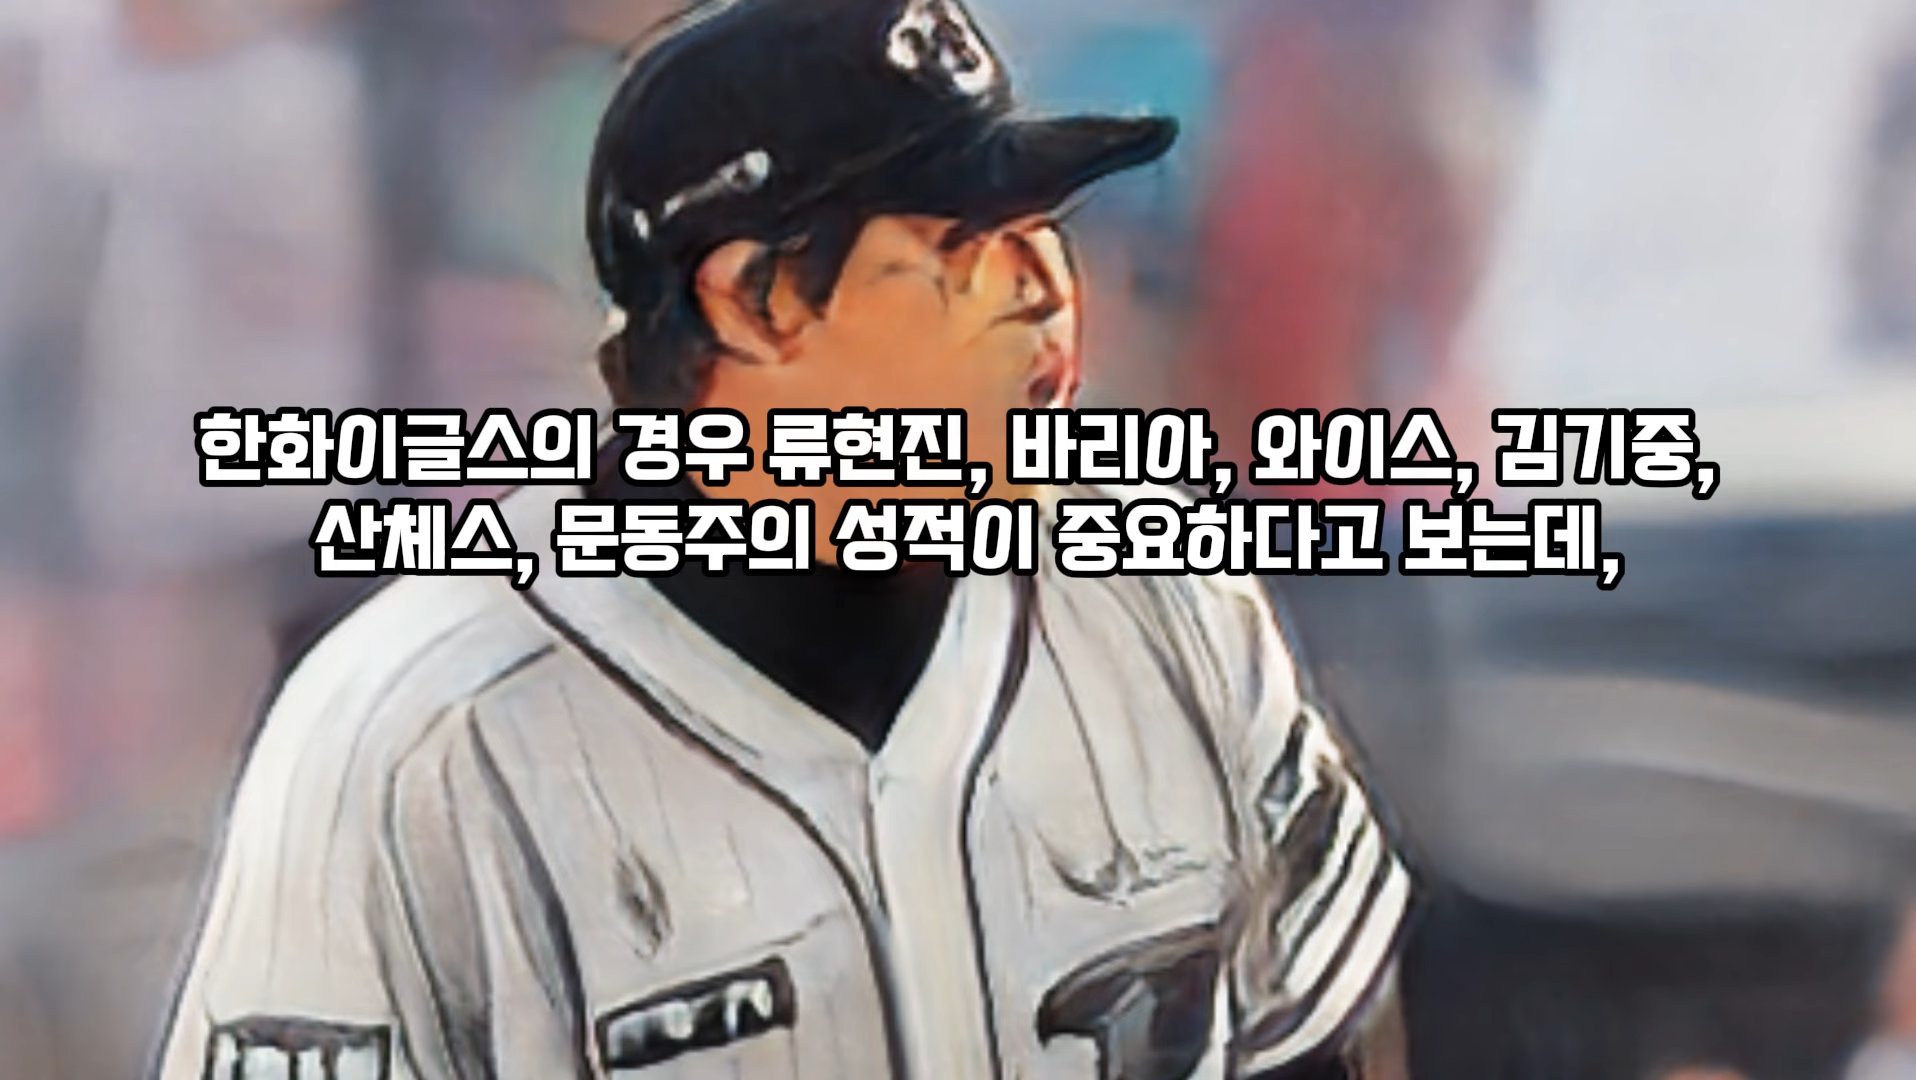 한화이글스의 경우 류현진, 바리아, 와이스, 김기중,
산체스, 문동주의 성적이 중요하다고 보는데,